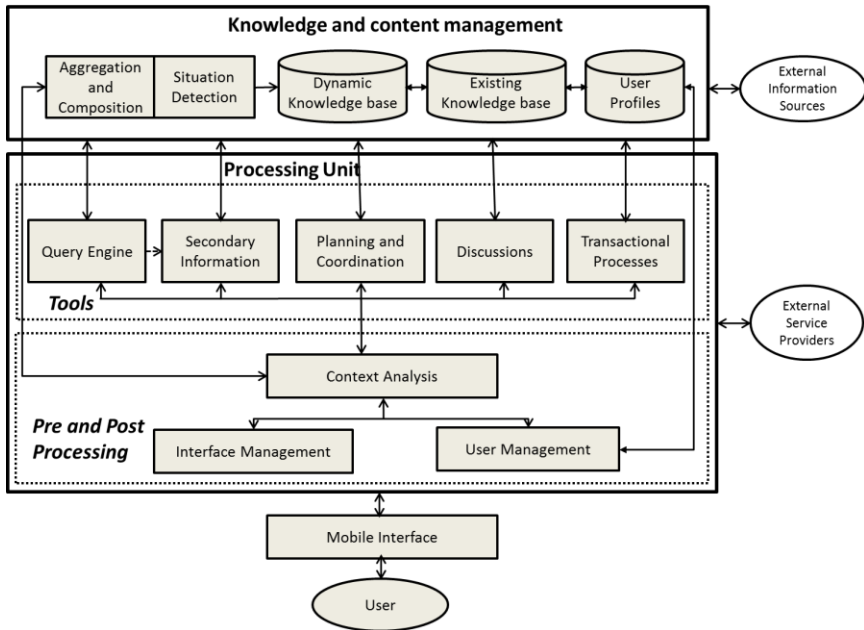 Knowledge and content management
Aggregation
and
Composition
Situation
Detection
Dynamic
Knowledge base
Existing
Knowledge base
User
Profiles
External
Information
Sources
Processing Unit
Query Engine
Secondary
Information
Planning and
Coordination
Discussions
Transactional
Processes
Tools
External
Service
Providers
Context Analysis
Pre and Post
Processing
Interface Management
User Management
Mobile Interface
User